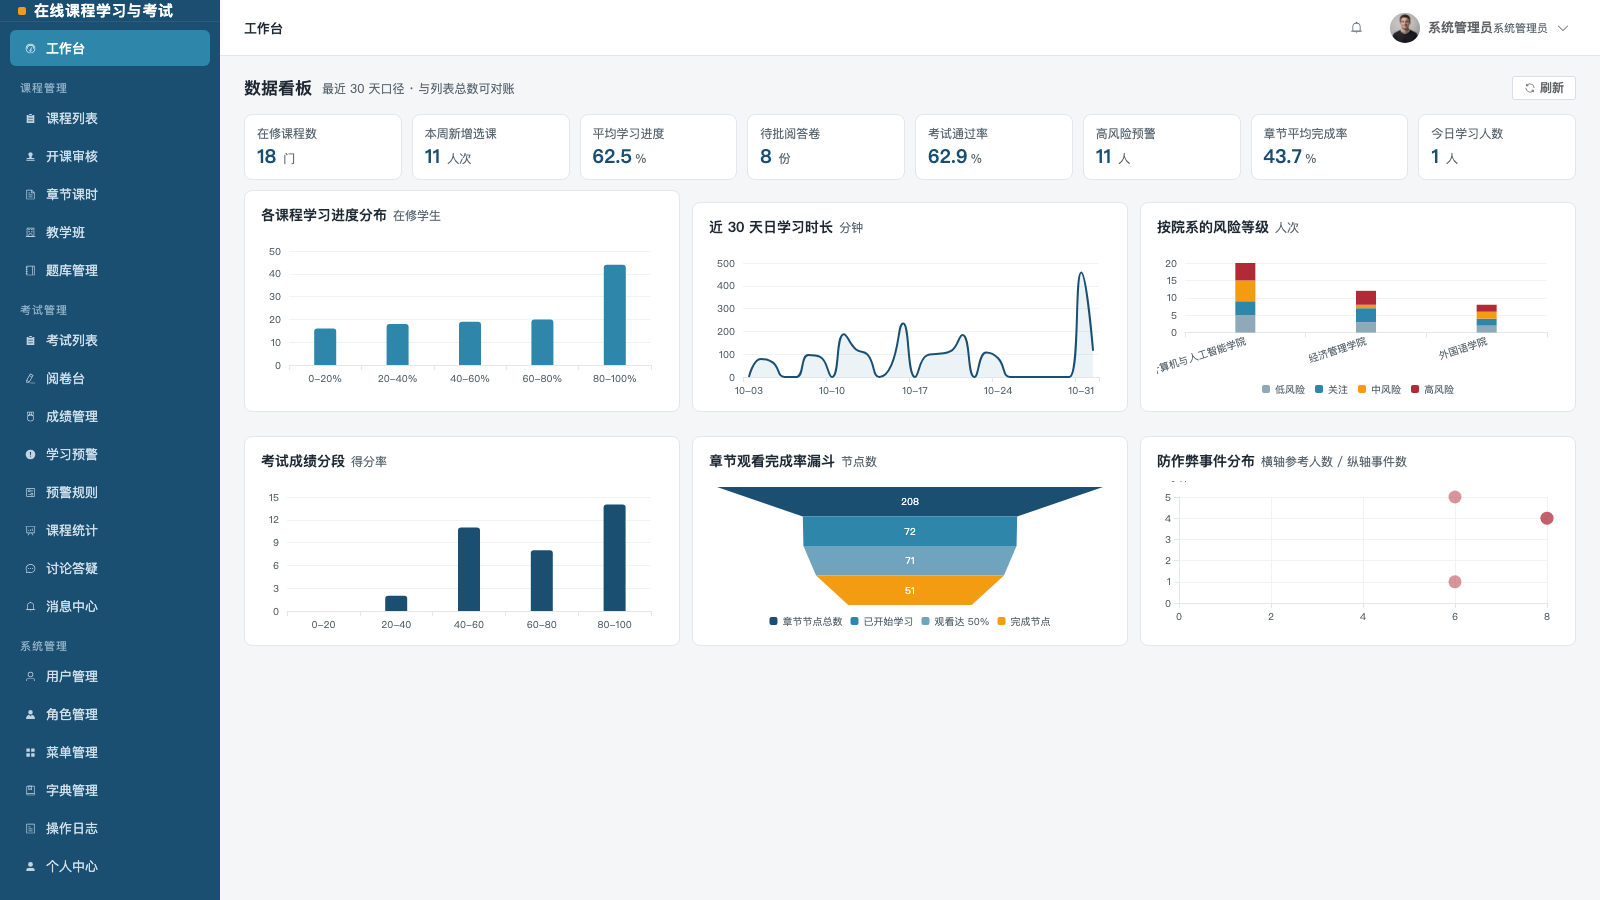 在线课程学习与考试
工作台
课程管理
课程列表
开课审核
章节课时
教学班
题库管理
考试管理
考试列表
阅卷台
成绩管理
学习预警
预警规则
课程统计
讨论答疑
消息中心
系统管理
用户管理
角色管理
菜单管理
字典管理
操作日志
个人中心
工作台
系统管理员系统管理员
数据看板 最近 30 天口径 · 与列表总数可对账
刷新
在修课程数
18 门
本周新增选课
11 人次
平均学习进度
62.5 %
待批阅答卷
8 份
考试通过率
62.9 %
高风险预警
11 人
章节平均完成率
43.7 %
今日学习人数
1 人
各课程学习进度分布 在修学生
50
40
30
20
10
0
0–20% 20–40% 40–60% 60–80% 80–100%
近 30 天日学习时长 分钟
500
400
300
200
100
0
10–03 10–10 10–17 10–24 10–31
按院系的风险等级 人次
20
15
10
5
0
算机与人工智能学院 经济管理学院 外国语学院
低风险 关注 中风险 高风险
考试成绩分段 得分率
15
12
9
6
3
0
0–20 20–40 40–60 60–80 80–100
章节观看完成率漏斗 节点数
208
72
71
51
章节节点总数 已开始学习 观看达 50% 完成节点
防作弊事件分布 横轴参考人数 / 纵轴事件数
5
4
3
2
1
0
0 2 4 6 8